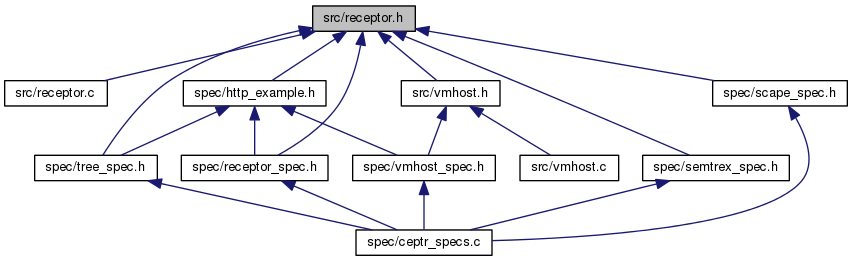 src/receptor.h
src/receptor.c
spec/http_example.h
src/vmhost.h
spec/scape_spec.h
spec/tree_spec.h
spec/receptor_spec.h
spec/vmhost_spec.h
src/vmhost.c
spec/semtrex_spec.h
spec/ceptr_specs.c